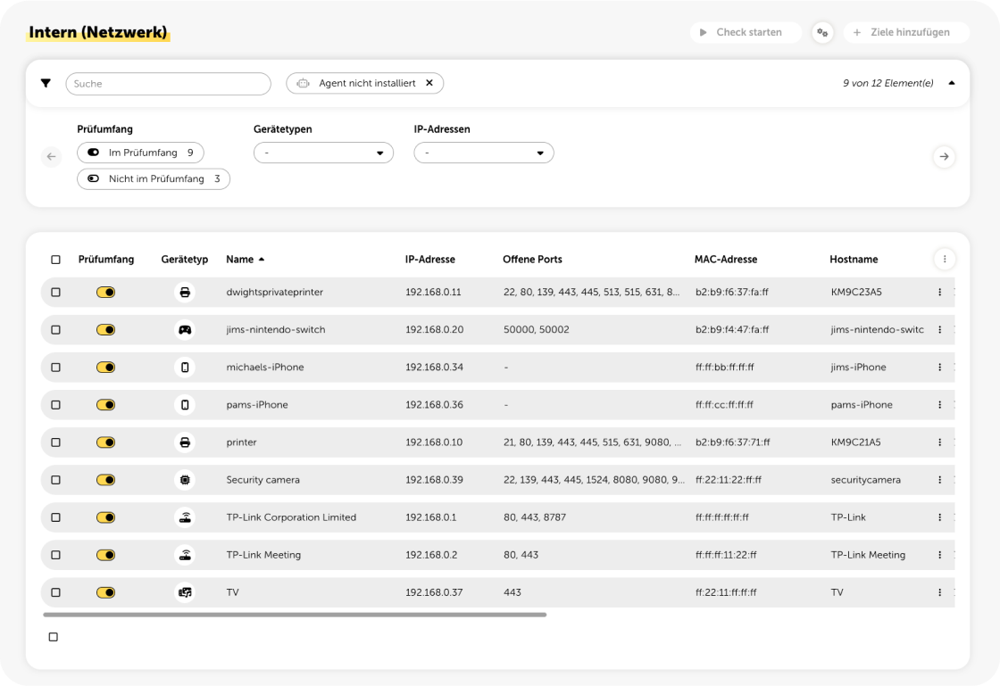 Intern (Netzwerk)
Check starten
Ziele hinzufügen
Suche
Agent nicht installiert
9 von 12 Element(e)
Prüfumfang
Gerätetypen
IP-Adressen
Im Prüfumfang 9
-
-
Nicht im Prüfumfang 3
Prüfumfang Gerätetyp Name IP-Adresse Offene Ports MAC-Adresse Hostname
dwightsprivateprinter 192.168.0.11 22, 80, 139, 443, 445, 513, 515, 631, 8... b2:b9:f6:37:fa:ff KM9C23A5
jims-nintendo-switch 192.168.0.20 50000, 50002 b2:b9:f4:47:fa:ff jims-nintendo-switc
michaels-iPhone 192.168.0.34 - ff:ff:bb:ff:ff:ff jims-iPhone
pams-iPhone 192.168.0.36 - ff:ff:cc:ff:ff:ff pams-iPhone
printer 192.168.0.10 21, 80, 139, 443, 445, 515, 631, 9080, ... b2:b9:f6:37:71:ff KM9C21A5
Security camera 192.168.0.39 22, 139, 443, 445, 1524, 8080, 9080, 9... ff:22:11:22:ff:ff securitycamera
TP-Link Corporation Limited 192.168.0.1 80, 443, 8787 ff:ff:ff:ff:ff:ff TP-Link
TP-Link Meeting 192.168.0.2 80, 443 ff:ff:ff:11:22:ff TP-Link Meeting
TV 192.168.0.37 443 ff:22:11:ff:ff:ff TV